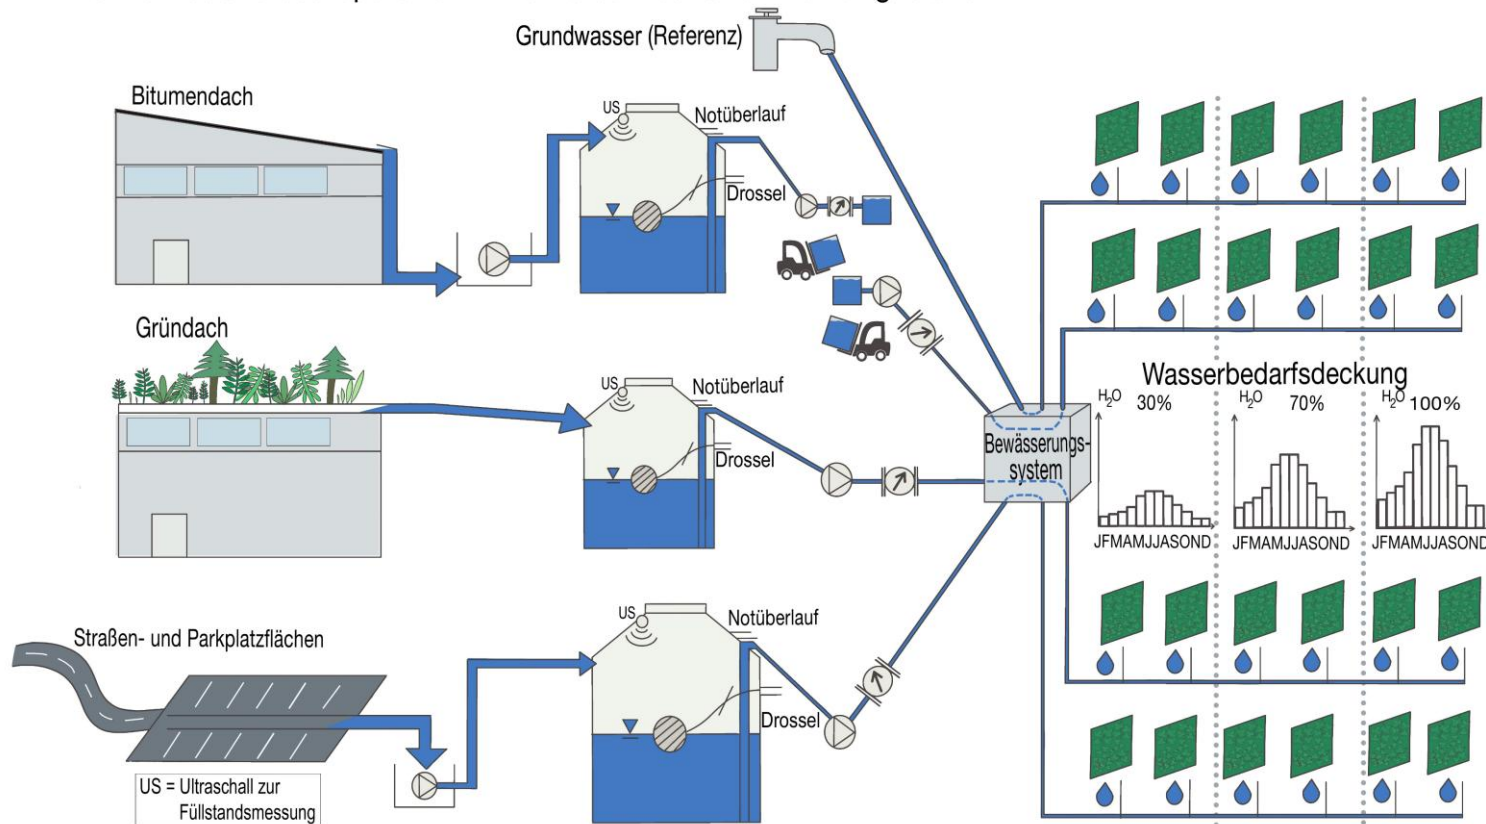 Grundwasser (Referenz)
Bitumendach
US
Notüberlauf
Drossel
Gründach
US
Notüberlauf
Drossel
Bewässerungs-
system
Wasserbedarfsdeckung
H₂O 30%
H₂O 70%
H₂O 100%
JFMAMJJASOND
JFMAMJJASOND
JFMAMJJASOND
Straßen- und Parkplatzflächen
US
Notüberlauf
Drossel
US = Ultraschall zur
Füllstandsmessung